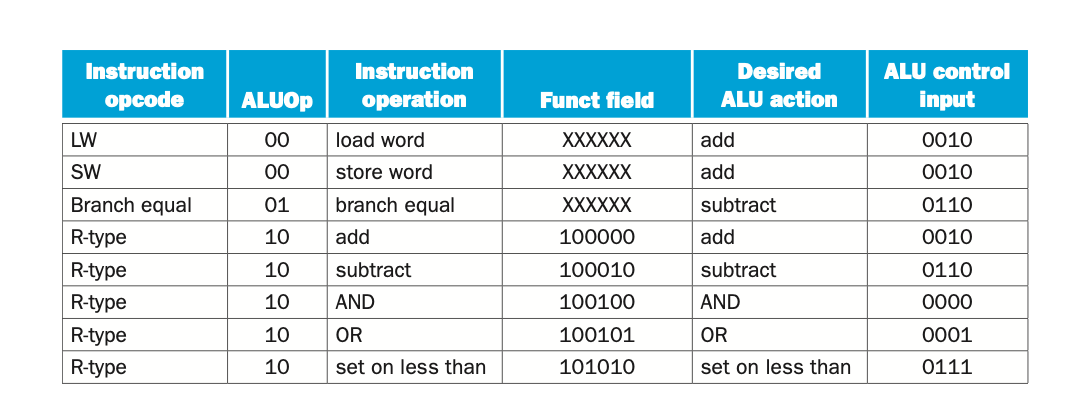 Instruction opcode ALUOp Instruction operation Funct field Desired ALU action ALU control input
LW 00 load word XXXXXX add 0010
SW 00 store word XXXXXX add 0010
Branch equal 01 branch equal XXXXXX subtract 0110
R-type 10 add 100000 add 0010
R-type 10 subtract 100010 subtract 0110
R-type 10 AND 100100 AND 0000
R-type 10 OR 100101 OR 0001
R-type 10 set on less than 101010 set on less than 0111